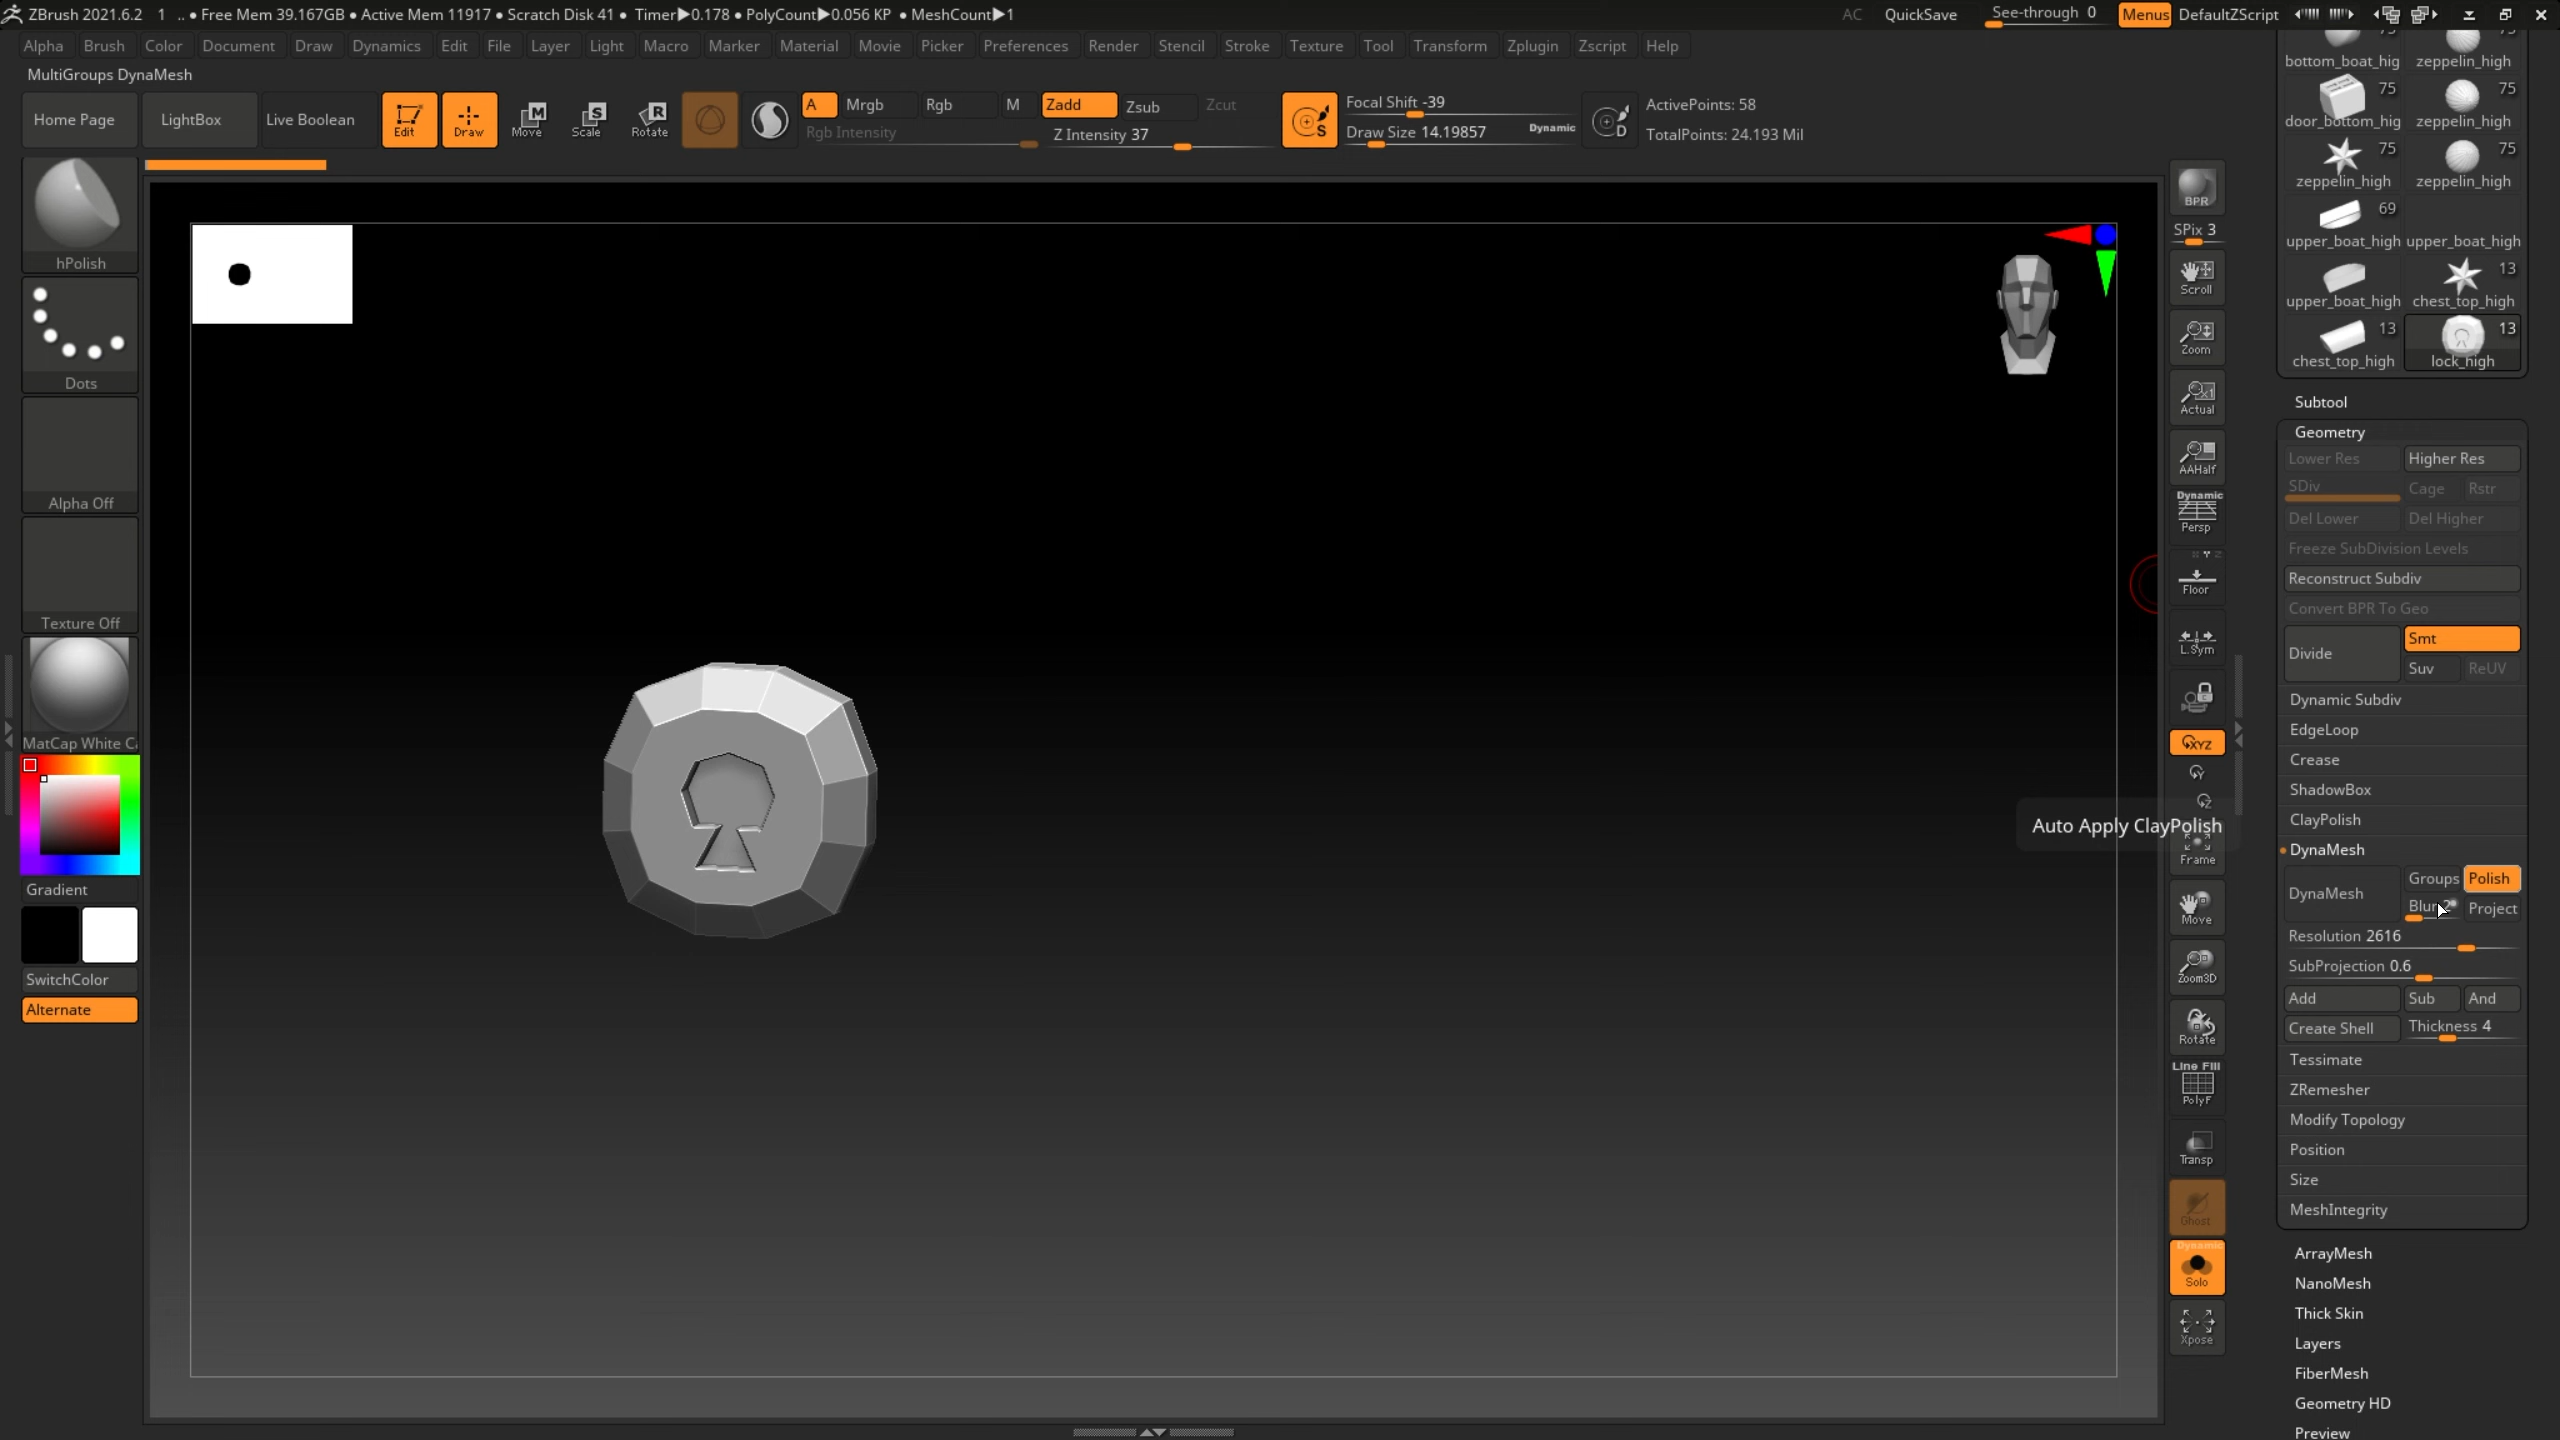 ZBrush 2021.6.2 1 .. ● Free Mem 39.167GB ● Active Mem 11917 ● Scratch Disk 41 ● Timer▶0.178 ● PolyCount▶0.056 KP ● MeshCount▶1 AC QuickSave See-through 0 Menus DefaultZScript
Alpha Brush Color Document Draw Dynamics Edit File Layer Light Macro Marker Material Movie Picker Preferences Render Stencil Stroke Texture Tool Transform Zplugin Zscript Help
MultiGroups DynaMesh
Home Page LightBox Live Boolean Edit Draw Move Scale Rotate A Mrgb Rgb M Zadd Zsub Zcut Focal Shift -39 ActivePoints: 58
Rgb Intensity Z Intensity 37 S Draw Size 14.19857 Dynamic D TotalPoints: 24.193 Mil
hPolish
Dots
Alpha Off
Texture Off
MatCap White Ca
Gradient
SwitchColor
Alternate
BPR
SPix 3
Scroll
Zoom
Actual
AAHalf
Dynamic
Persp
Floor
L.Sym
XYZ
Y
Z
Auto Apply ClayPolish
Frame
Move
Zoom3D
Rotate
Line Fill
PolyF
Transp
Ghost
Dynamic
Solo
Xpose
75 75
bottom_boat_hig zeppelin_high
75 75
door_bottom_hig zeppelin_high
75 75
zeppelin_high zeppelin_high
69
upper_boat_high upper_boat_high
13
upper_boat_high chest_top_high
13 13
chest_top_high lock_high
Subtool
Geometry
Lower Res Higher Res
SDiv Cage Rstr
Del Lower Del Higher
Freeze SubDivision Levels
Reconstruct Subdiv
Convert BPR To Geo
Divide Smt
Suv ReUV
Dynamic Subdiv
EdgeLoop
Crease
ShadowBox
ClayPolish
DynaMesh
DynaMesh Groups Polish
Blur 2 Project
Resolution 2616
SubProjection 0.6
Add Sub And
Create Shell Thickness 4
Tessimate
ZRemesher
Modify Topology
Position
Size
MeshIntegrity
ArrayMesh
NanoMesh
Thick Skin
Layers
FiberMesh
Geometry HD
Preview